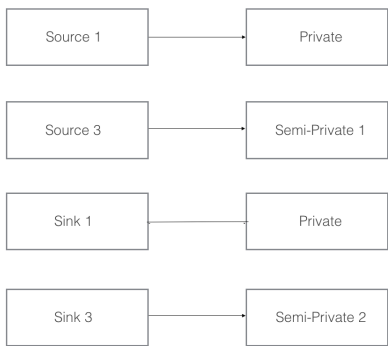 Source 1
Private
Source 3
Semi-Private 1
Sink 1
Private
Sink 3
Semi-Private 2